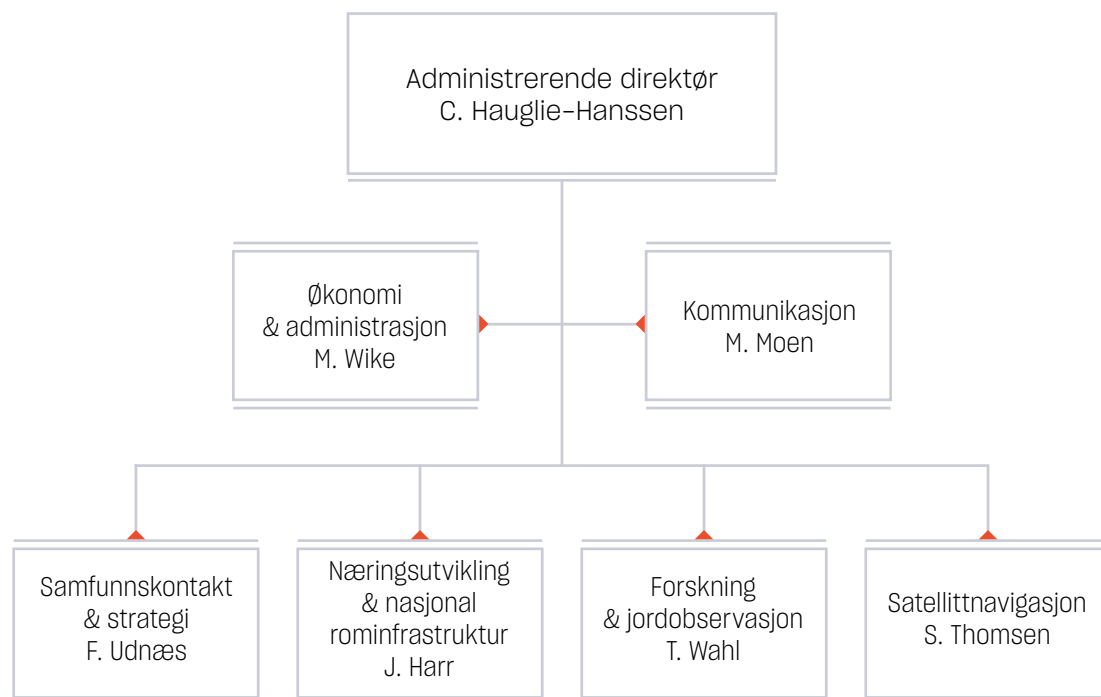 Administrerende direktør
C. Hauglie-Hanssen
Økonomi
& administrasjon
M. Wike
Kommunikasjon
M. Moen
Samfunnskontakt
& strategi
F. Udnæs
Næringsutvikling
& nasjonal
rominfrastruktur
J. Harr
Forskning
& jordobservasjon
T. Wahl
Satellittnavigasjon
S. Thomsen